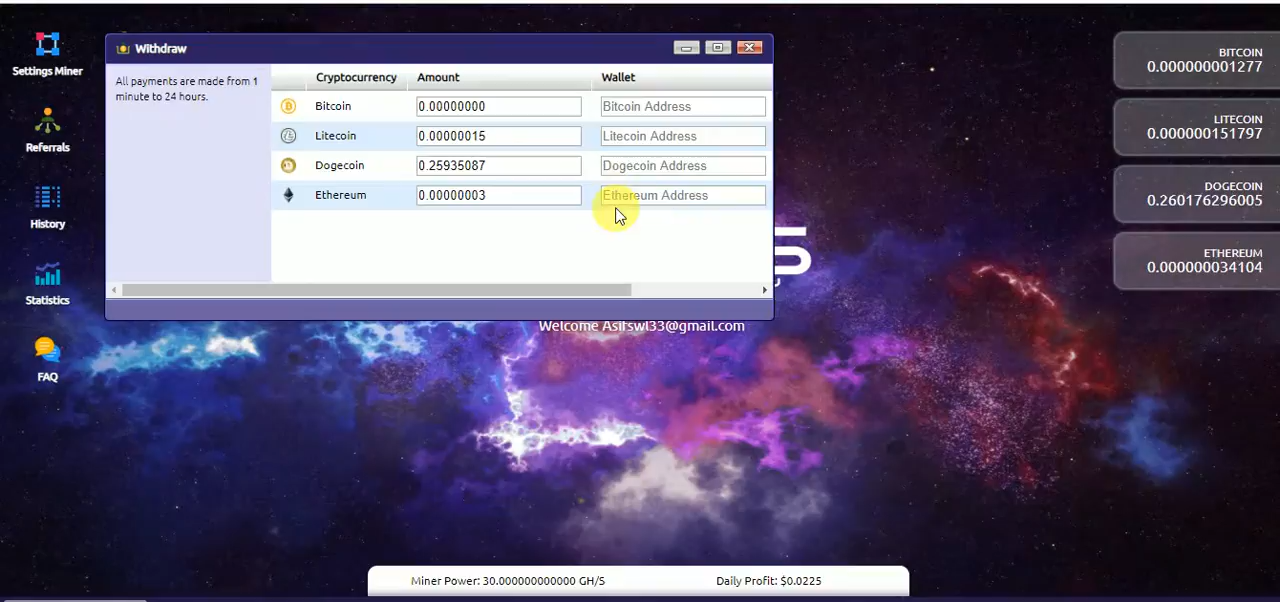 Settings Miner
Referrals
History
Statistics
FAQ
Withdraw
All payments are made from 1
minute to 24 hours.
Cryptocurrency Amount Wallet
Bitcoin 0.00000000 Bitcoin Address
Litecoin 0.00000015 Litecoin Address
Dogecoin 0.25935087 Dogecoin Address
Ethereum 0.00000003 Ethereum Address
Welcome Asifswl33@gmail.com
BITCOIN
0.000000001277
LITECOIN
0.000000151797
DOGECOIN
0.260176296005
ETHEREUM
0.000000034104
Miner Power: 30.000000000000 GH/S Daily Profit: $0.0225